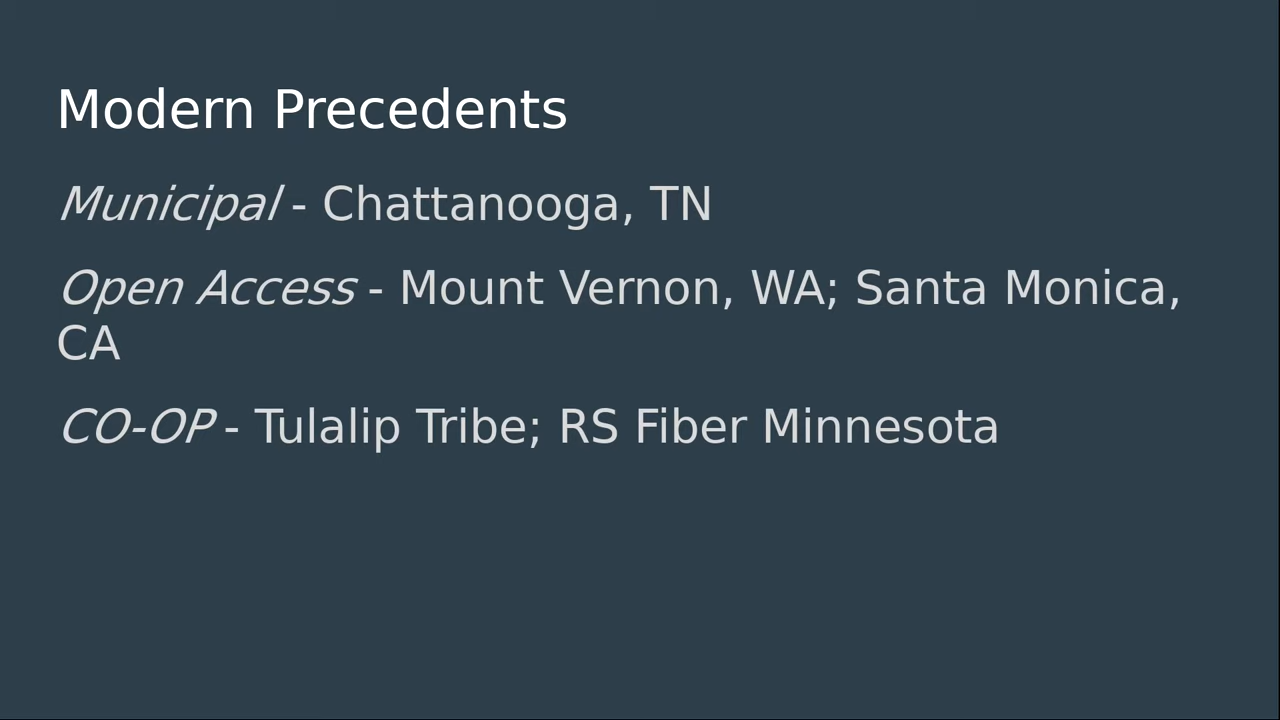 Modern Precedents
Municipal - Chattanooga, TN
Open Access - Mount Vernon, WA; Santa Monica,
CA
CO-OP - Tulalip Tribe; RS Fiber Minnesota